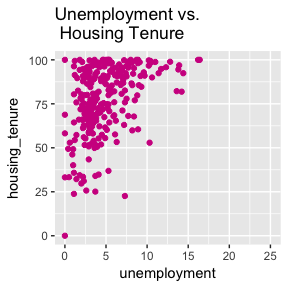 Unemployment vs.
Housing Tenure
100
75
50
25
0
housing_tenure
0 5 10 15 20 25
unemployment